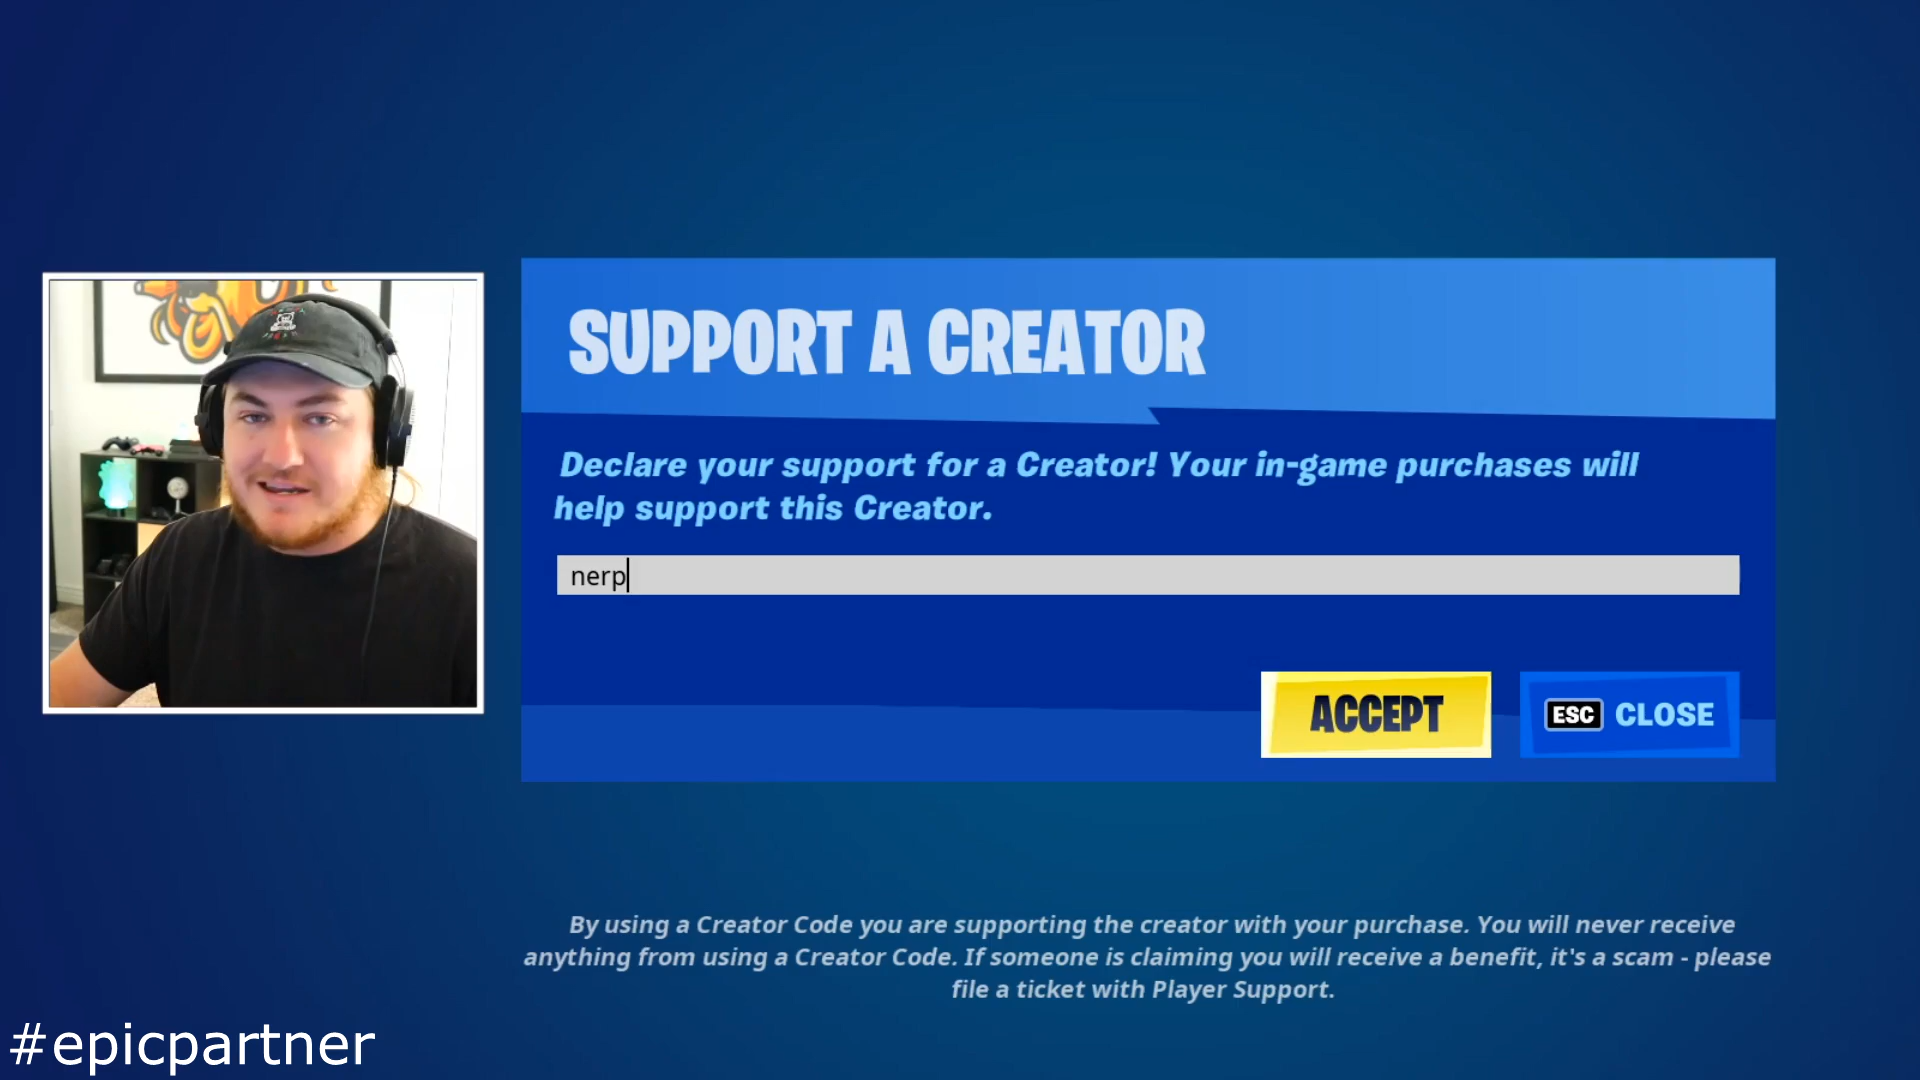 SUPPORT A CREATOR
Declare your support for a Creator! Your in-game purchases will
help support this Creator.
nerp
ACCEPT
ESC CLOSE
By using a Creator Code you are supporting the creator with your purchase. You will never receive
anything from using a Creator Code. If someone is claiming you will receive a benefit, it's a scam - please
file a ticket with Player Support.
#epicpartner